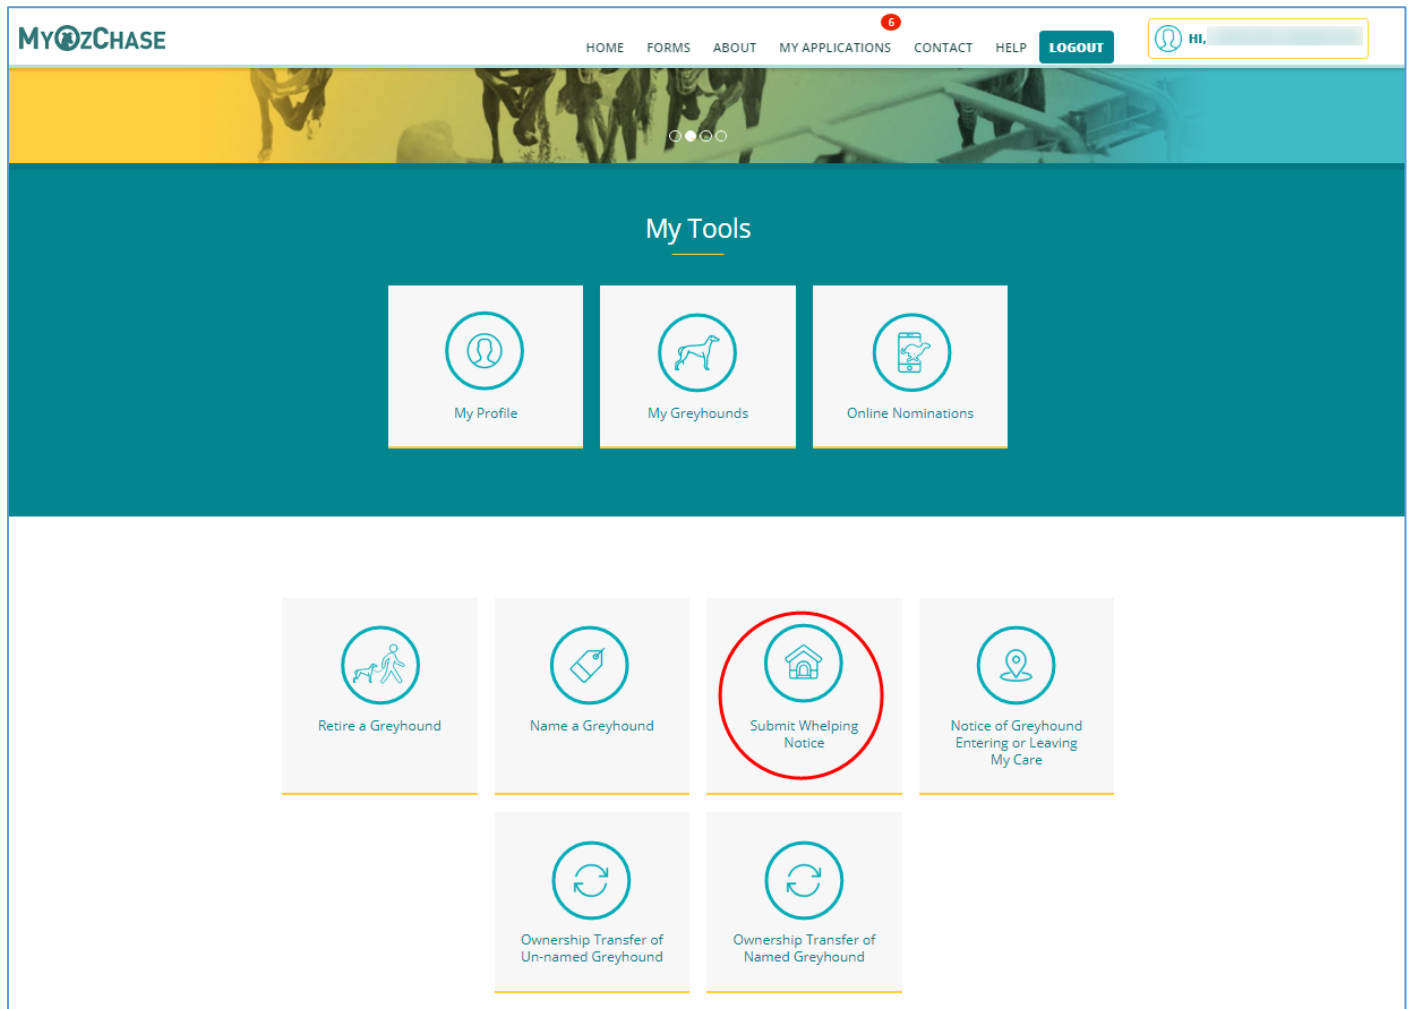 MYOZCHASE
6
HOME FORMS ABOUT MY APPLICATIONS CONTACT HELP LOGOUT HI,
My Tools
My Profile My Greyhounds Online Nominations
Retire a Greyhound Name a Greyhound Submit Whelping Notice Notice of Greyhound Entering or Leaving My Care
Ownership Transfer of Un-named Greyhound Ownership Transfer of Named Greyhound